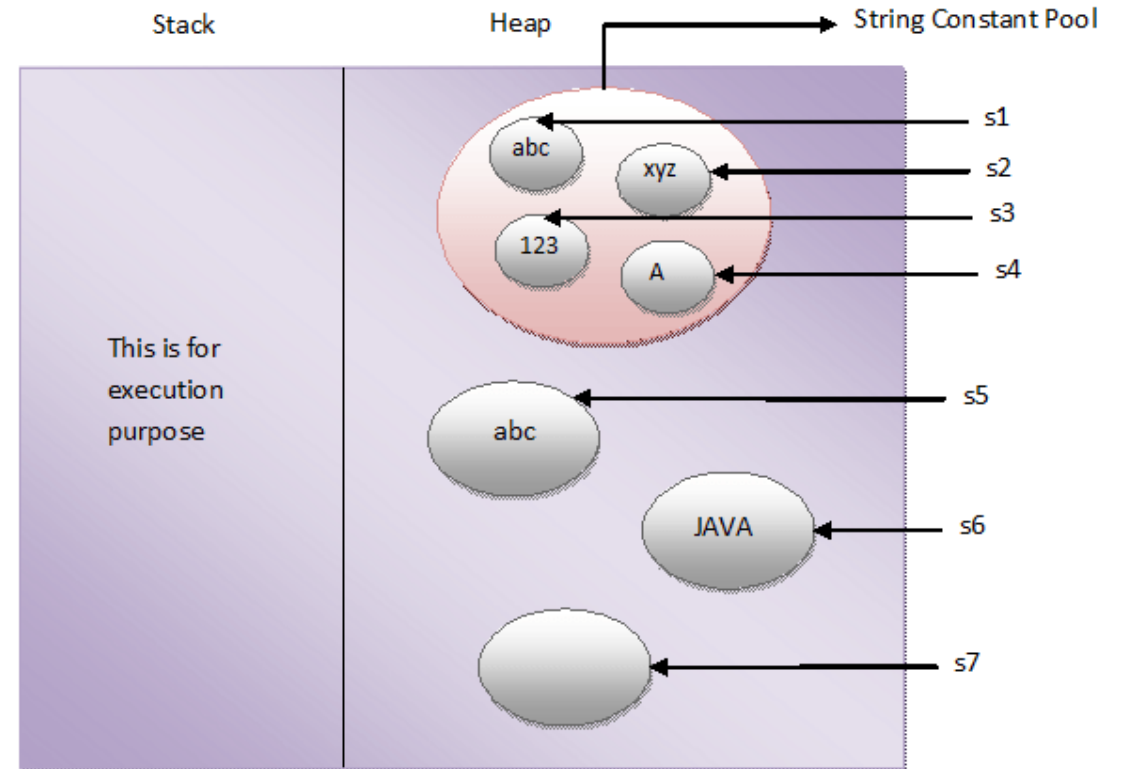 Stack
Heap
String Constant Pool
s1
abc
xyz
s2
s3
123
A
s4
This is for
execution
purpose
s5
abc
JAVA
s6
s7